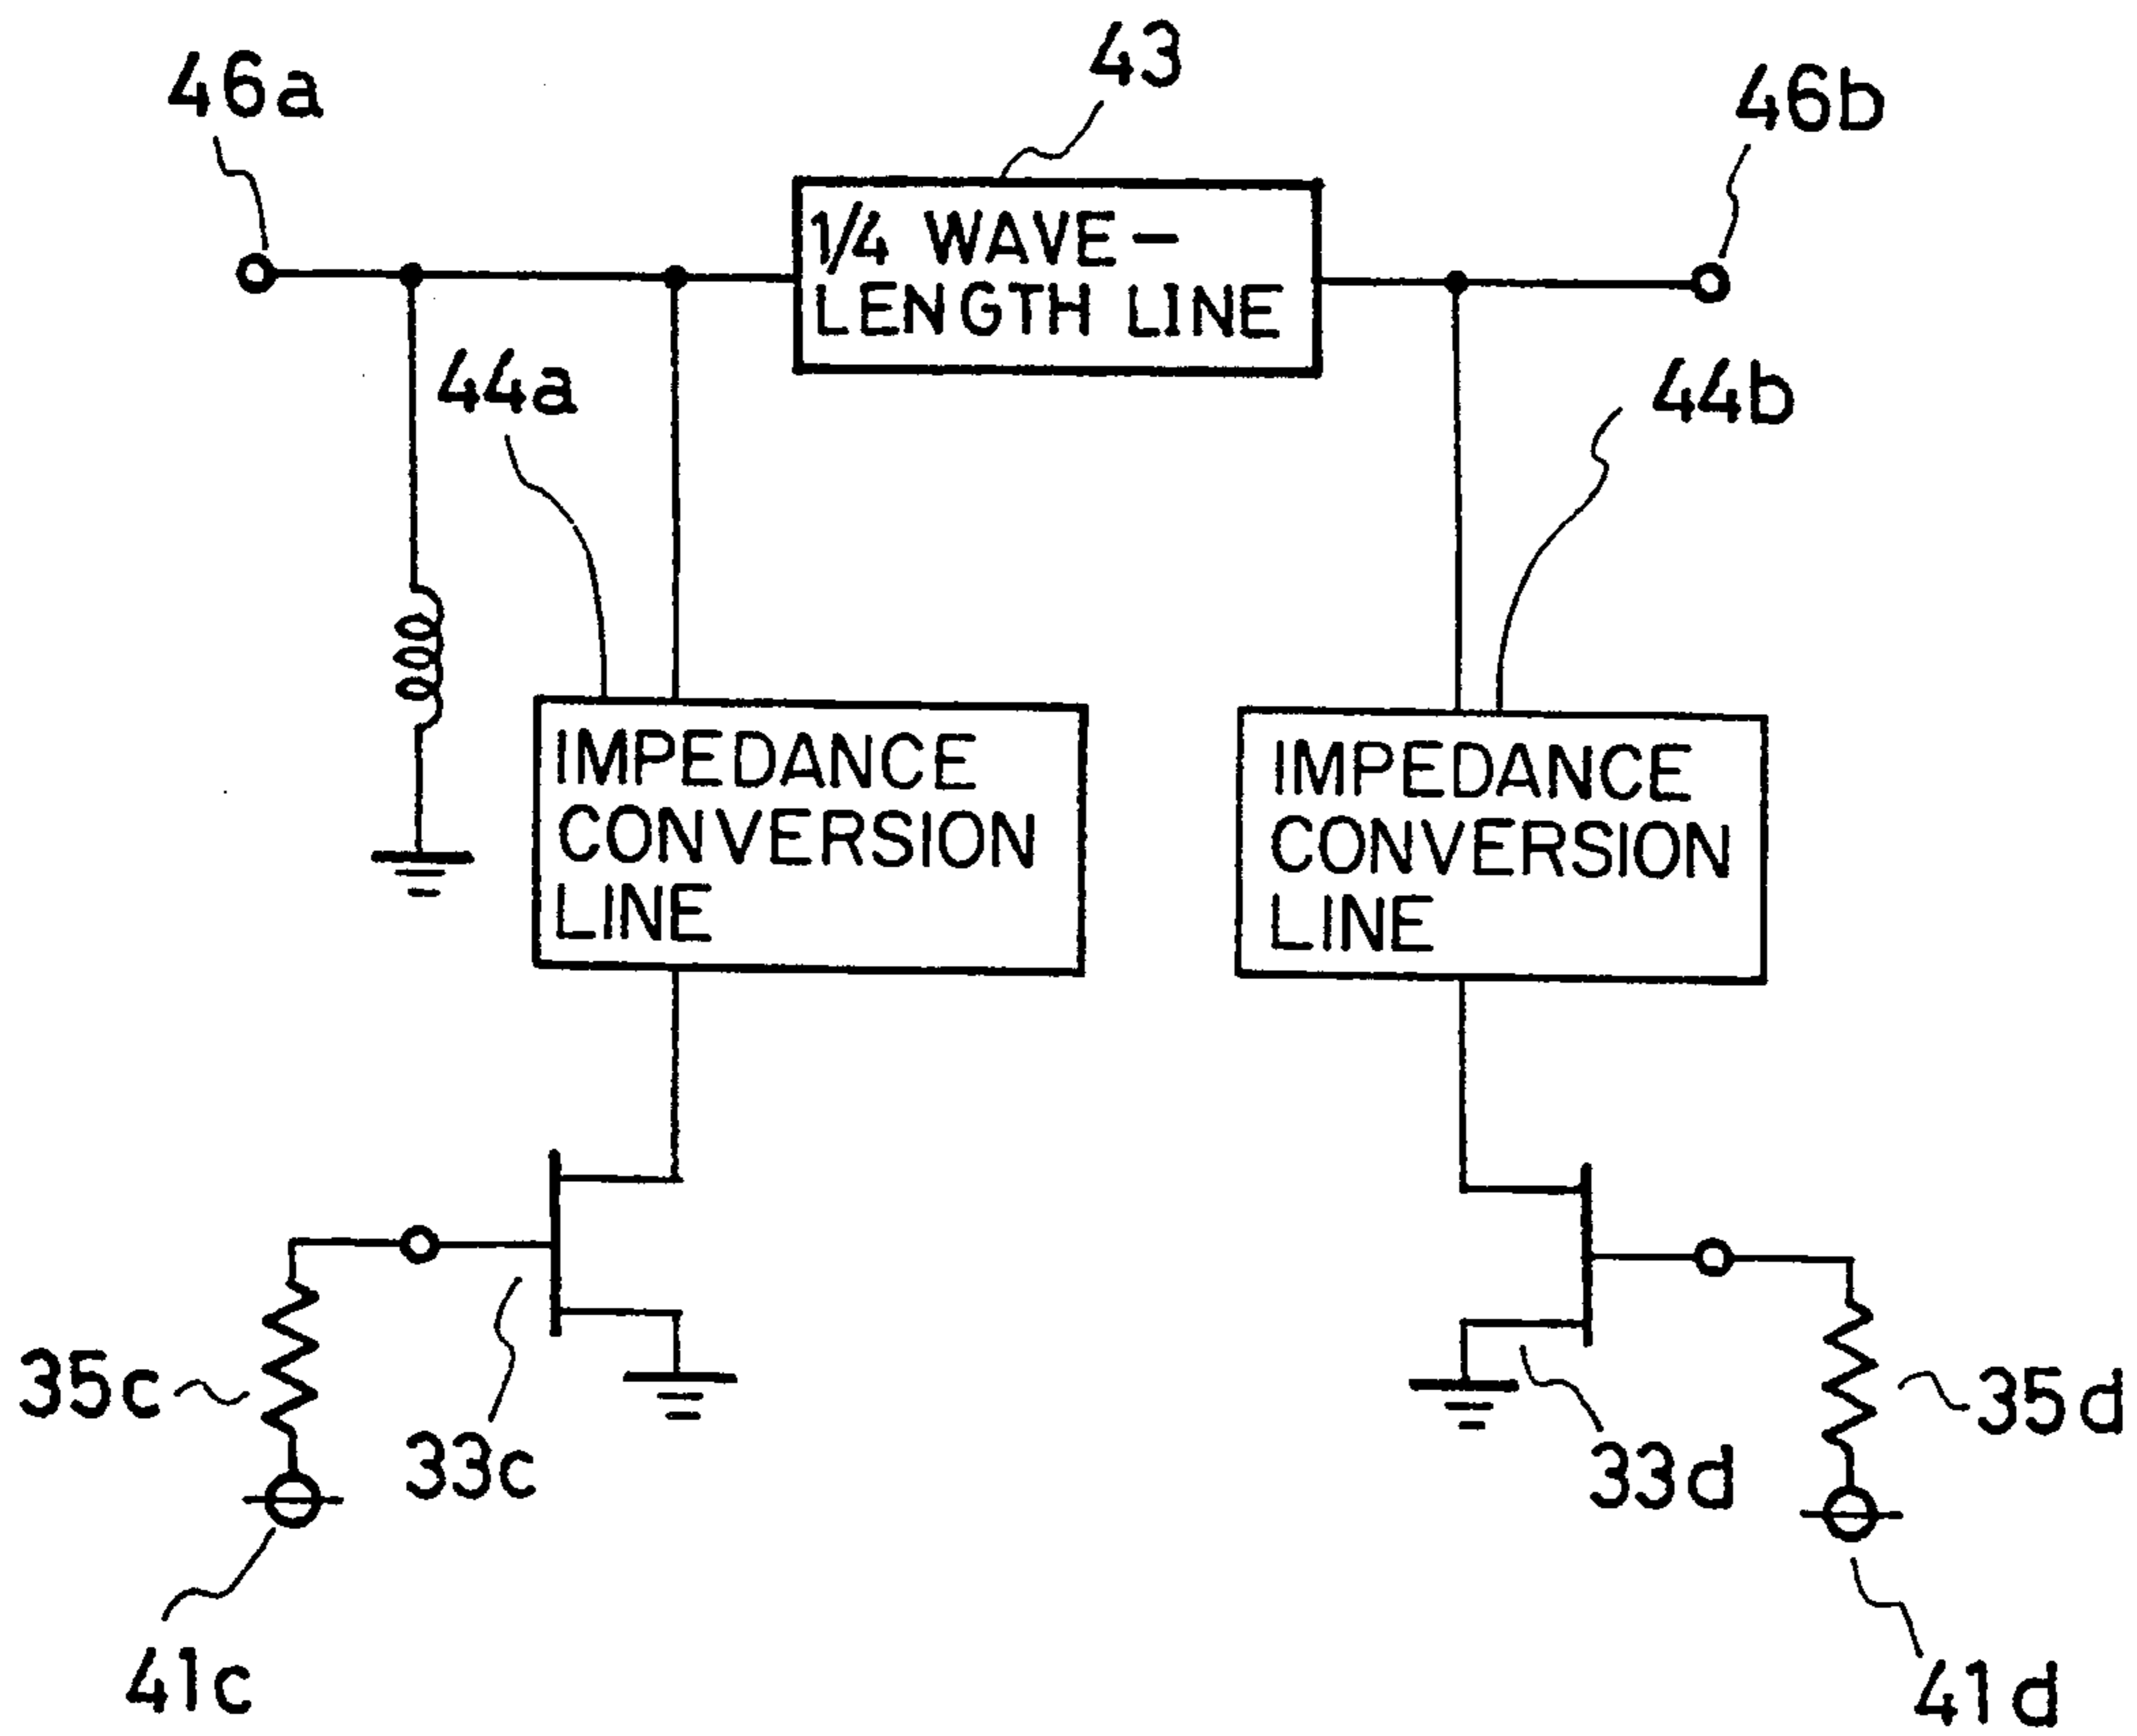 43
46a
46b
1/4 WAVE-
LENGTH LINE
44a
44b
IMPEDANCE
CONVERSION
LINE
IMPEDANCE
CONVERSION
LINE
35c
33c
33d
35d
41c
41d